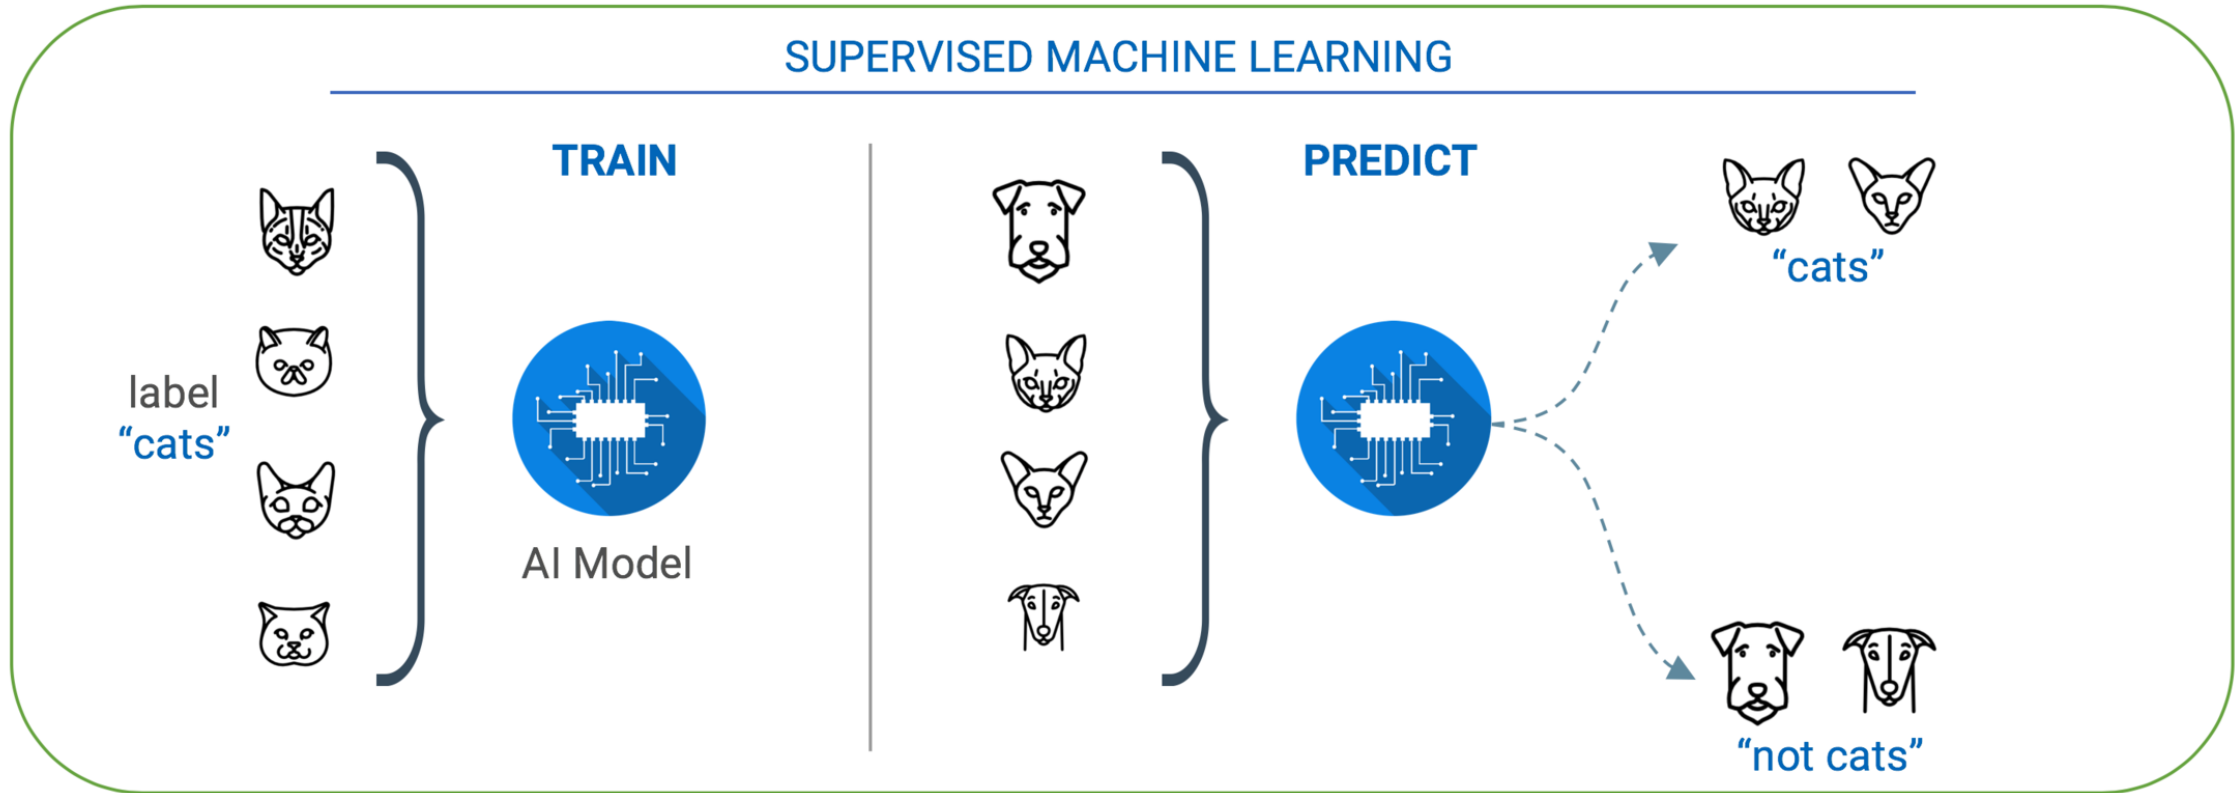 SUPERVISED MACHINE LEARNING
TRAIN
label
“cats”
AI Model
PREDICT
“cats”
“not cats”